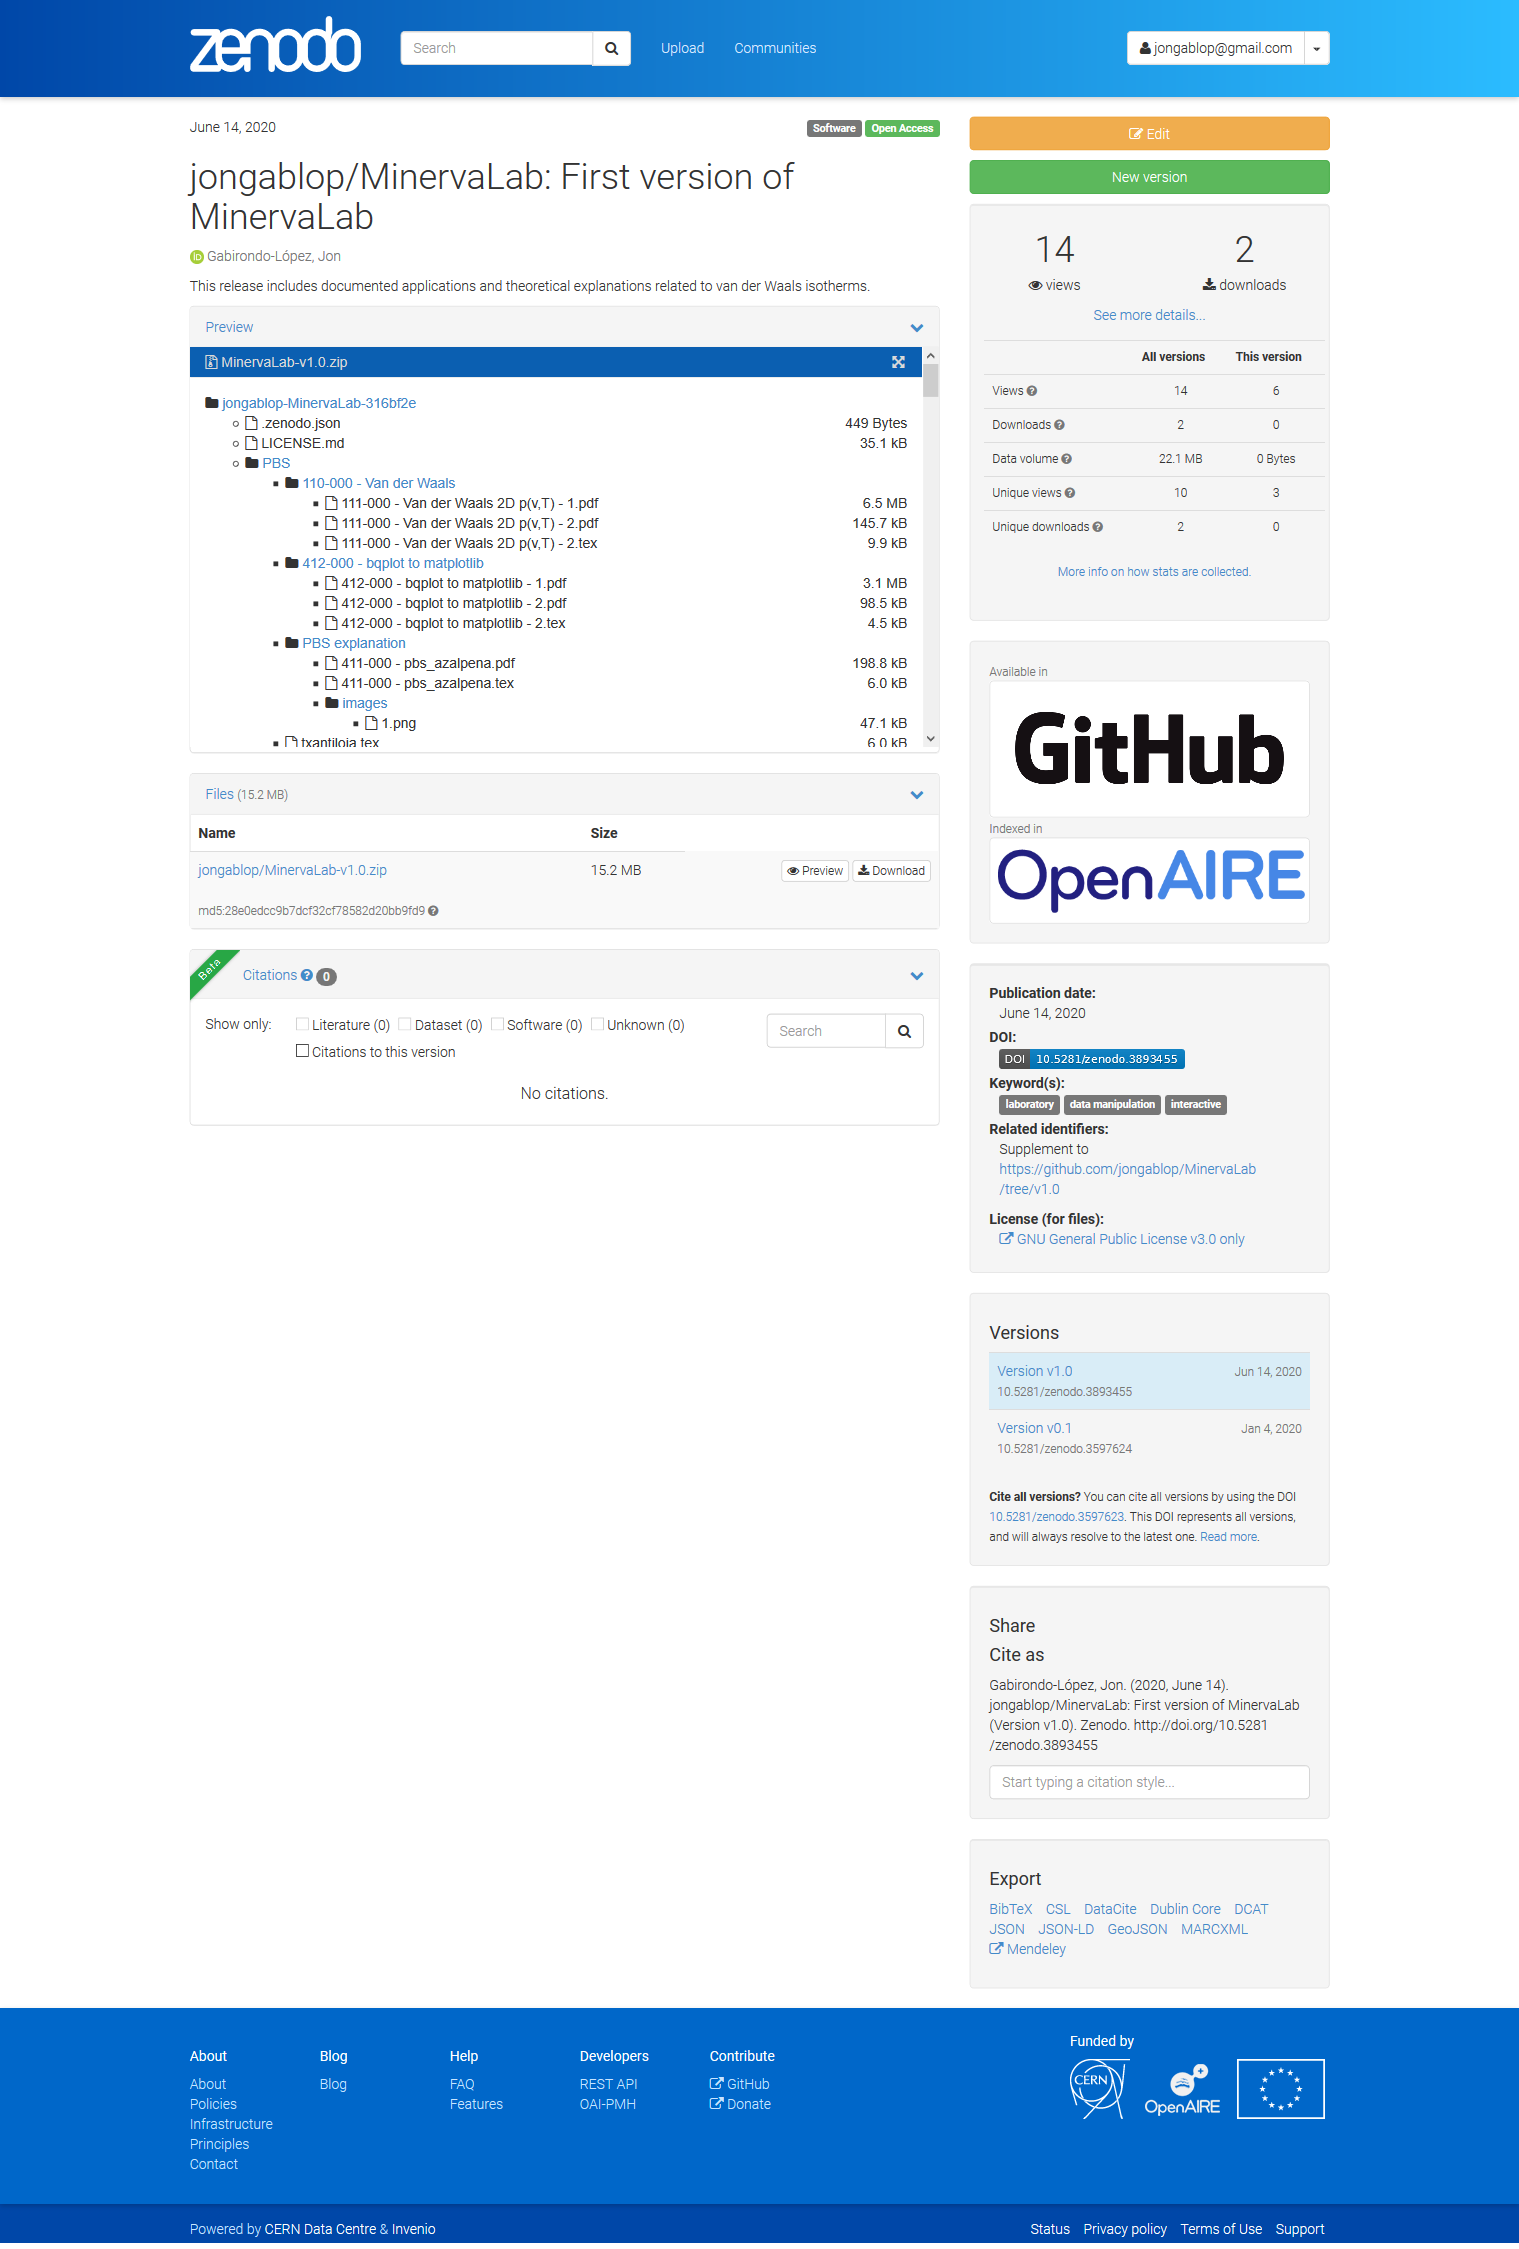 zenodo
Search
Upload
Communities
jongablop@gmail.com
June 14, 2020
Software
Open Access
jongablop/MinervaLab: First version of
MinervaLab
iD Gabirondo-López, Jon
This release includes documented applications and theoretical explanations related to van der Waals isotherms.
Preview
MinervaLab-v1.0.zip
jongablop-MinervaLab-316bf2e
.zenodo.json 449 Bytes
LICENSE.md 35.1 kB
PBS
110-000 - Van der Waals
111-000 - Van der Waals 2D p(v,T) - 1.pdf 6.5 MB
111-000 - Van der Waals 2D p(v,T) - 2.pdf 145.7 kB
111-000 - Van der Waals 2D p(v,T) - 2.tex 9.9 kB
412-000 - bqplot to matplotlib
412-000 - bqplot to matplotlib - 1.pdf 3.1 MB
412-000 - bqplot to matplotlib - 2.pdf 98.5 kB
412-000 - bqplot to matplotlib - 2.tex 4.5 kB
PBS explanation
411-000 - pbs_azalpena.pdf 198.8 kB
411-000 - pbs_azalpena.tex 6.0 kB
images
1.png 47.1 kB
txantiloia.tex 6.0 kB
Files (15.2 MB)
Name Size
jongablop/MinervaLab-v1.0.zip 15.2 MB Preview Download
md5:28e0edcc9b7dcf32cf78582d20bb9fd9
Beta
Citations 0
Show only: Literature (0) Dataset (0) Software (0) Unknown (0)
Search
Citations to this version
No citations.
Edit
New version
14 2
views downloads
See more details...
All versions This version
Views 14 6
Downloads 2 0
Data volume 22.1 MB 0 Bytes
Unique views 10 3
Unique downloads 2 0
More info on how stats are collected.
Available in
GitHub
Indexed in
OpenAIRE
Publication date:
June 14, 2020
DOI:
DOI 10.5281/zenodo.3893455
Keyword(s):
laboratory data manipulation interactive
Related identifiers:
Supplement to
https://github.com/jongablop/MinervaLab
/tree/v1.0
License (for files):
GNU General Public License v3.0 only
Versions
Version v1.0 Jun 14, 2020
10.5281/zenodo.3893455
Version v0.1 Jan 4, 2020
10.5281/zenodo.3597624
Cite all versions? You can cite all versions by using the DOI
10.5281/zenodo.3597623. This DOI represents all versions,
and will always resolve to the latest one. Read more.
Share
Cite as
Gabirondo-López, Jon. (2020, June 14).
jongablop/MinervaLab: First version of MinervaLab
(Version v1.0). Zenodo. http://doi.org/10.5281
/zenodo.3893455
Start typing a citation style...
Export
BibTeX CSL DataCite Dublin Core DCAT
JSON JSON-LD GeoJSON MARCXML
Mendeley
About
About
Policies
Infrastructure
Principles
Contact
Blog
Blog
Help
FAQ
Features
Developers
REST API
OAI-PMH
Contribute
GitHub
Donate
Funded by
CERN
OpenAIRE
Powered by CERN Data Centre & Invenio
Status Privacy policy Terms of Use Support